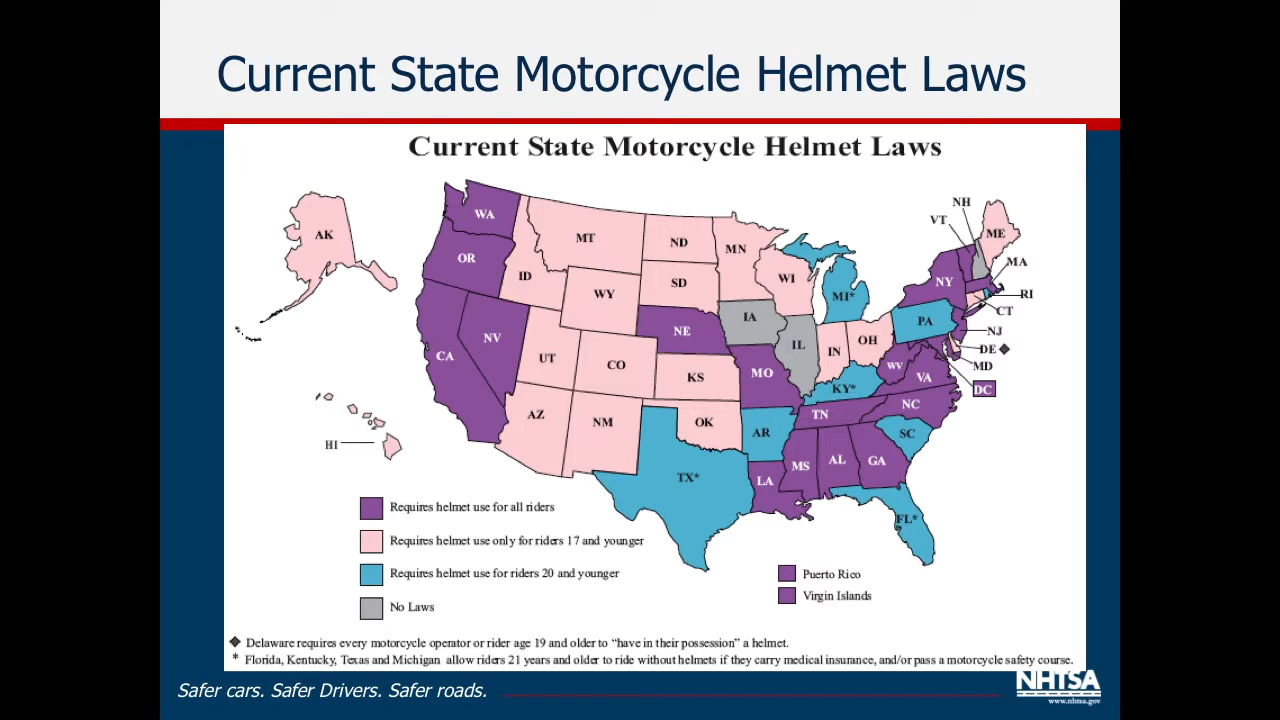 Current State Motorcycle Helmet Laws
Current State Motorcycle Helmet Laws
NH
VT
ME
AK
WA
MT
ND
MN
OR
MA
ID
SD
WI
NY
WY
MI*
RI
CT
IA
PA
NE
NV
NJ
IL
OH
IN
DE◆
CA
UT
CO
MD
WV
MO
KS
VA
KY*
DC
NC
AZ
TN
NM
OK
AR
SC
HI
AL
GA
MS
TX*
LA
FL*
Requires helmet use for all riders
Requires helmet use only for riders 17 and younger
Requires helmet use for riders 20 and younger
No Laws
Puerto Rico
Virgin Islands
◆ Delaware requires every motorcycle operator or rider age 19 and older to “have in their possession” a helmet.
* Florida, Kentucky, Texas and Michigan allow riders 21 years and older to ride without helmets if they carry medical insurance, and/or pass a motorcycle safety course.
Safer cars. Safer Drivers. Safer roads.
NHTSA
www.nhtsa.gov